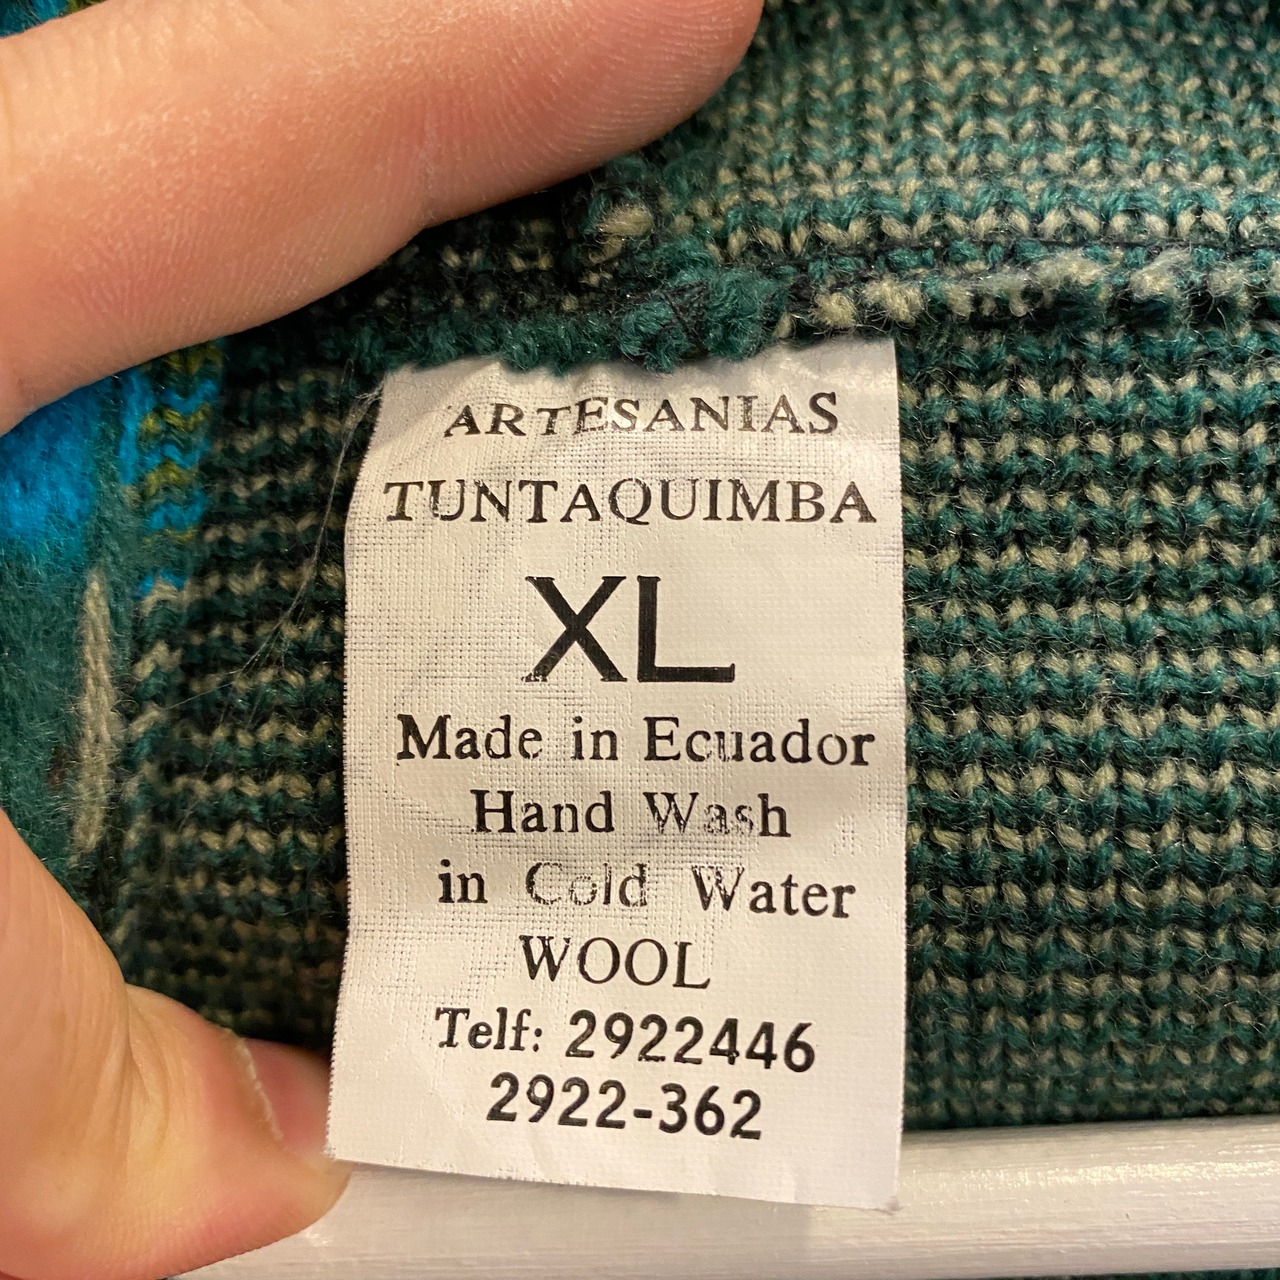 ARTESANIAS
TUNTAQUIMBA
XL
Made in Ecuador
Hand Wash
in Cold Water
WOOL
Telf: 2922446
2922-362